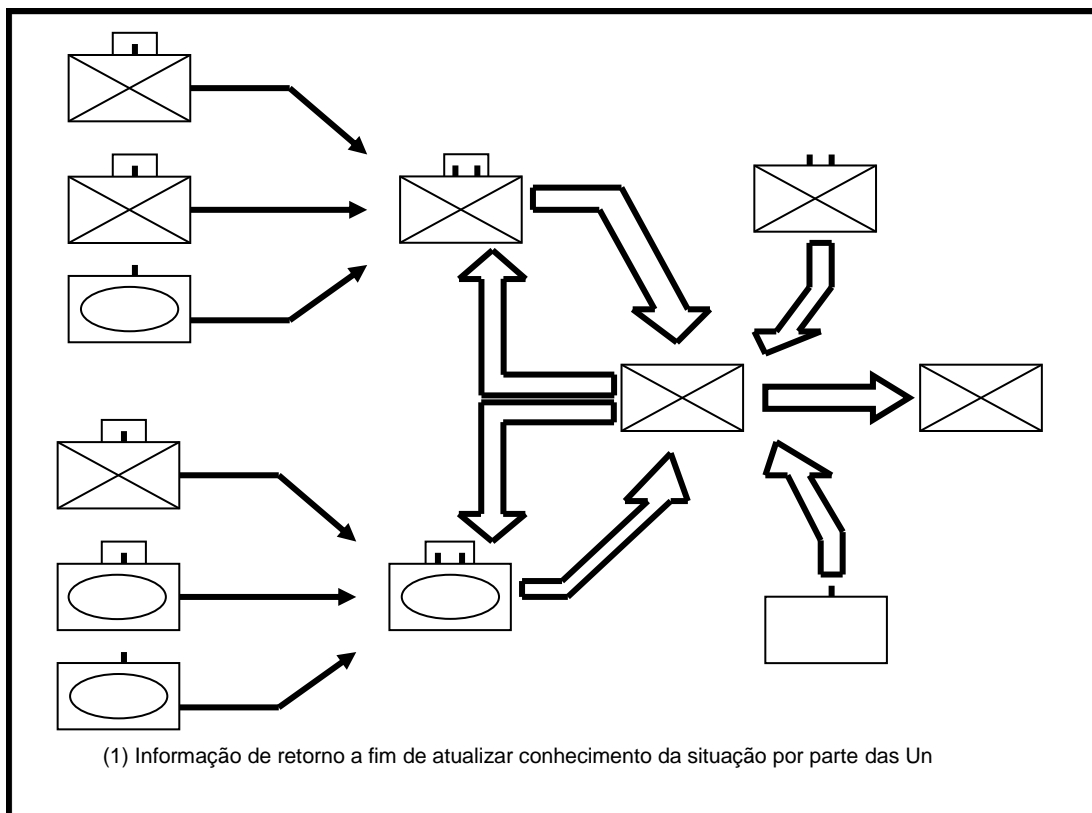 (1) Informação de retorno a fim de atualizar conhecimento da situação por parte das Un